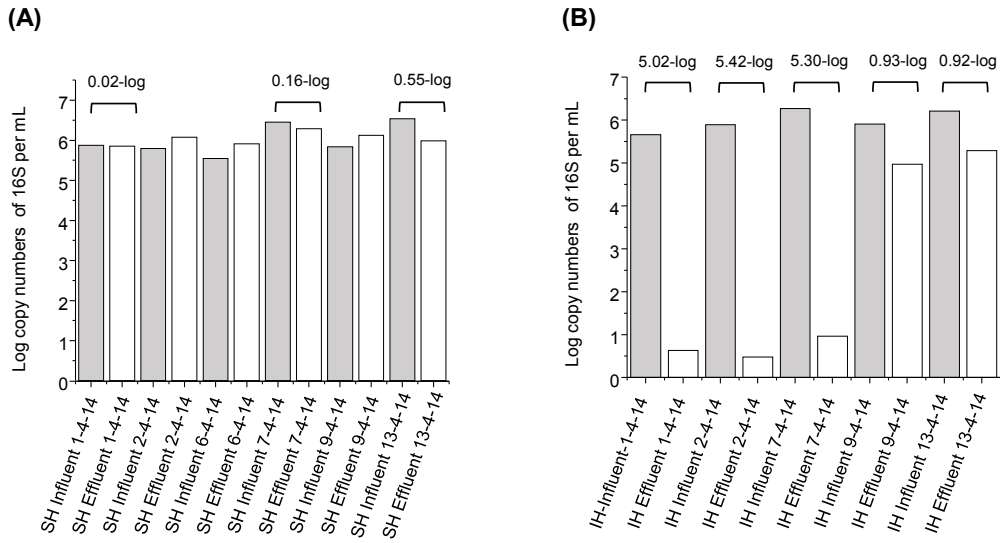 (A)
0.02-log
0.16-log
0.55-log
7
6
5
4
3
2
1
0
Log copy numbers of 16S per mL
SH Influent 1-4-14
SH Effluent 1-4-14
SH Influent 2-4-14
SH Effluent 2-4-14
SH Influent 6-4-14
SH Effluent 6-4-14
SH Influent 7-4-14
SH Effluent 7-4-14
SH Influent 9-4-14
SH Effluent 9-4-14
SH Influent 13-4-14
SH Effluent 13-4-14
(B)
5.02-log
5.42-log
5.30-log
0.93-log
0.92-log
7
6
5
4
3
2
1
0
Log copy numbers of 16S per mL
IH-Influent-1-4-14
IH Effluent 1-4-14
IH Influent 2-4-14
IH Effluent 2-4-14
IH Influent 7-4-14
IH Effluent 7-4-14
IH Influent 9-4-14
IH Effluent 9-4-14
IH Influent 13-4-14
IH Effluent 13-4-14